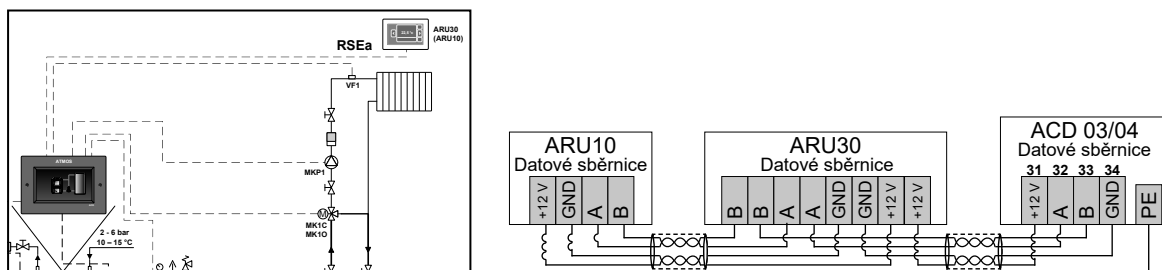 ARU30
(ARU10)
RSEa
VF1
ATMOS
MKP1
M
MK1C
MK1O
2 - 6 bar
10 – 15 °C
ARU10
Datové sběrnice
+12 V GND A B
ARU30
Datové sběrnice
B B A A GND GND +12 V +12 V
ACD 03/04
Datové sběrnice
31 32 33 34
+12 V A B GND PE